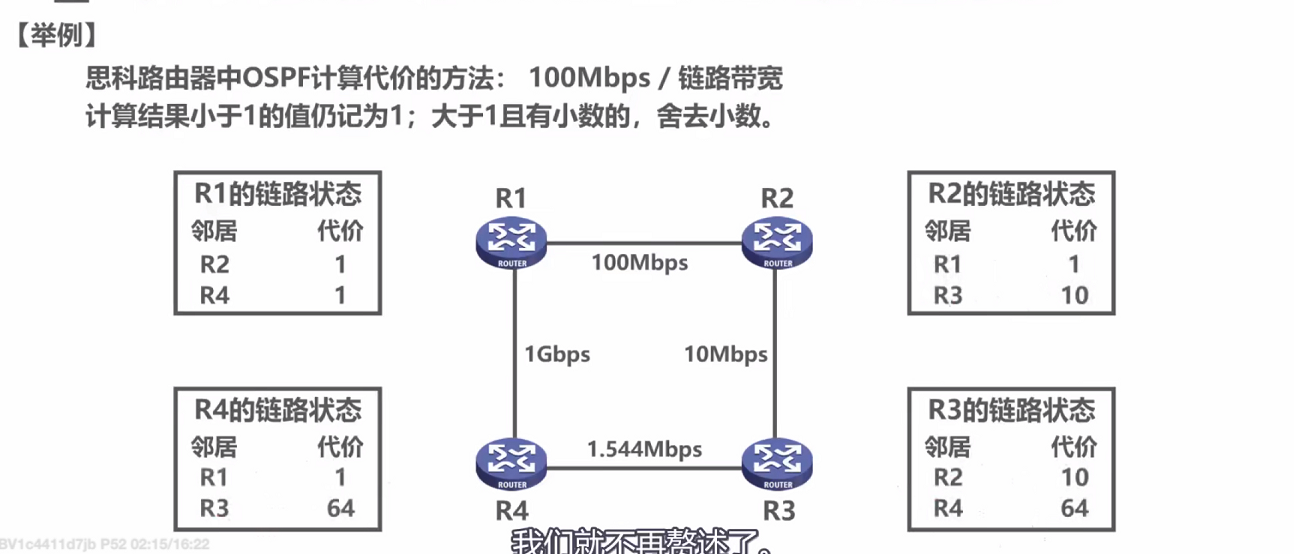 【举例】
思科路由器中OSPF计算代价的方法： 100Mbps / 链路带宽
计算结果小于1的值仍记为1；大于1且有小数的，舍去小数。
R1的链路状态
邻居 代价
R2 1
R4 1
R1
R2
ROUTER
ROUTER
100Mbps
R2的链路状态
邻居 代价
R1 1
R3 10
1Gbps
10Mbps
R4的链路状态
邻居 代价
R1 1
R3 64
1.544Mbps
ROUTER
ROUTER
R4
R3
R3的链路状态
邻居 代价
R2 10
R4 64
我们就不再赘述了。
BV1c4411d7jb P52 02:15/16:22